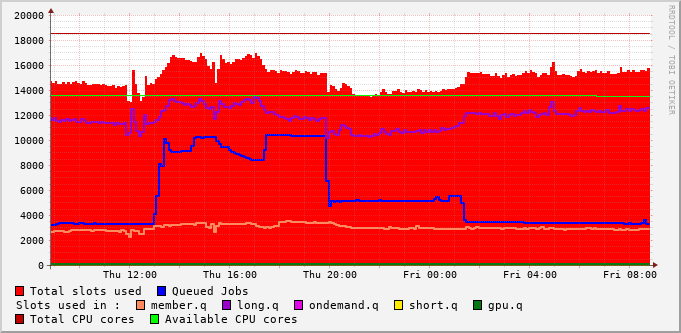 20000
18000
16000
14000
12000
10000
8000
6000
4000
2000
0
Thu 12:00 Thu 16:00 Thu 20:00 Fri 00:00 Fri 04:00 Fri 08:00
Total slots used Queued Jobs
Slots used in : member.q long.q ondemand.q short.q gpu.q
Total CPU cores Available CPU cores
RRDTOOL / TOBI OETIKER